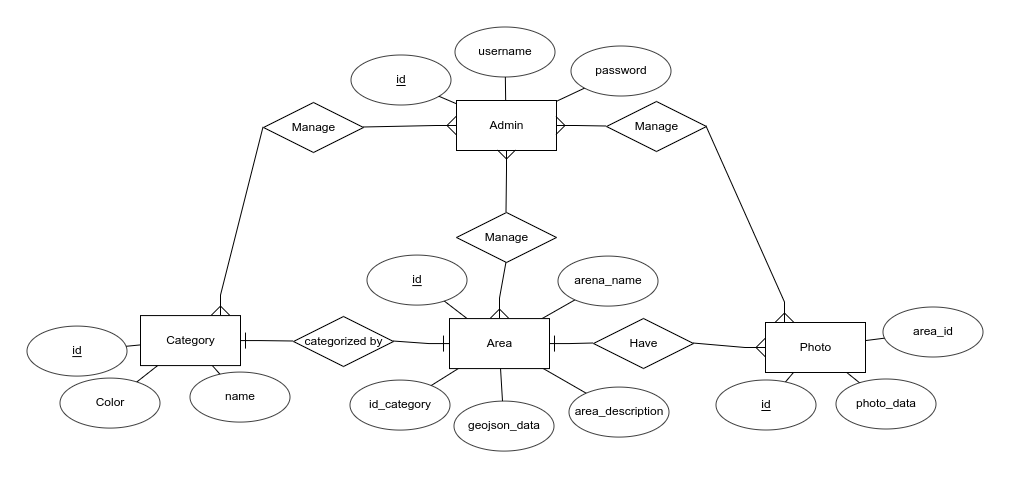 username
id
password
Manage
Admin
Manage
Manage
id
arena_name
Category
categorized by
Area
Have
Photo
area_id
id
Color
name
id_category
geojson_data
area_description
id
photo_data